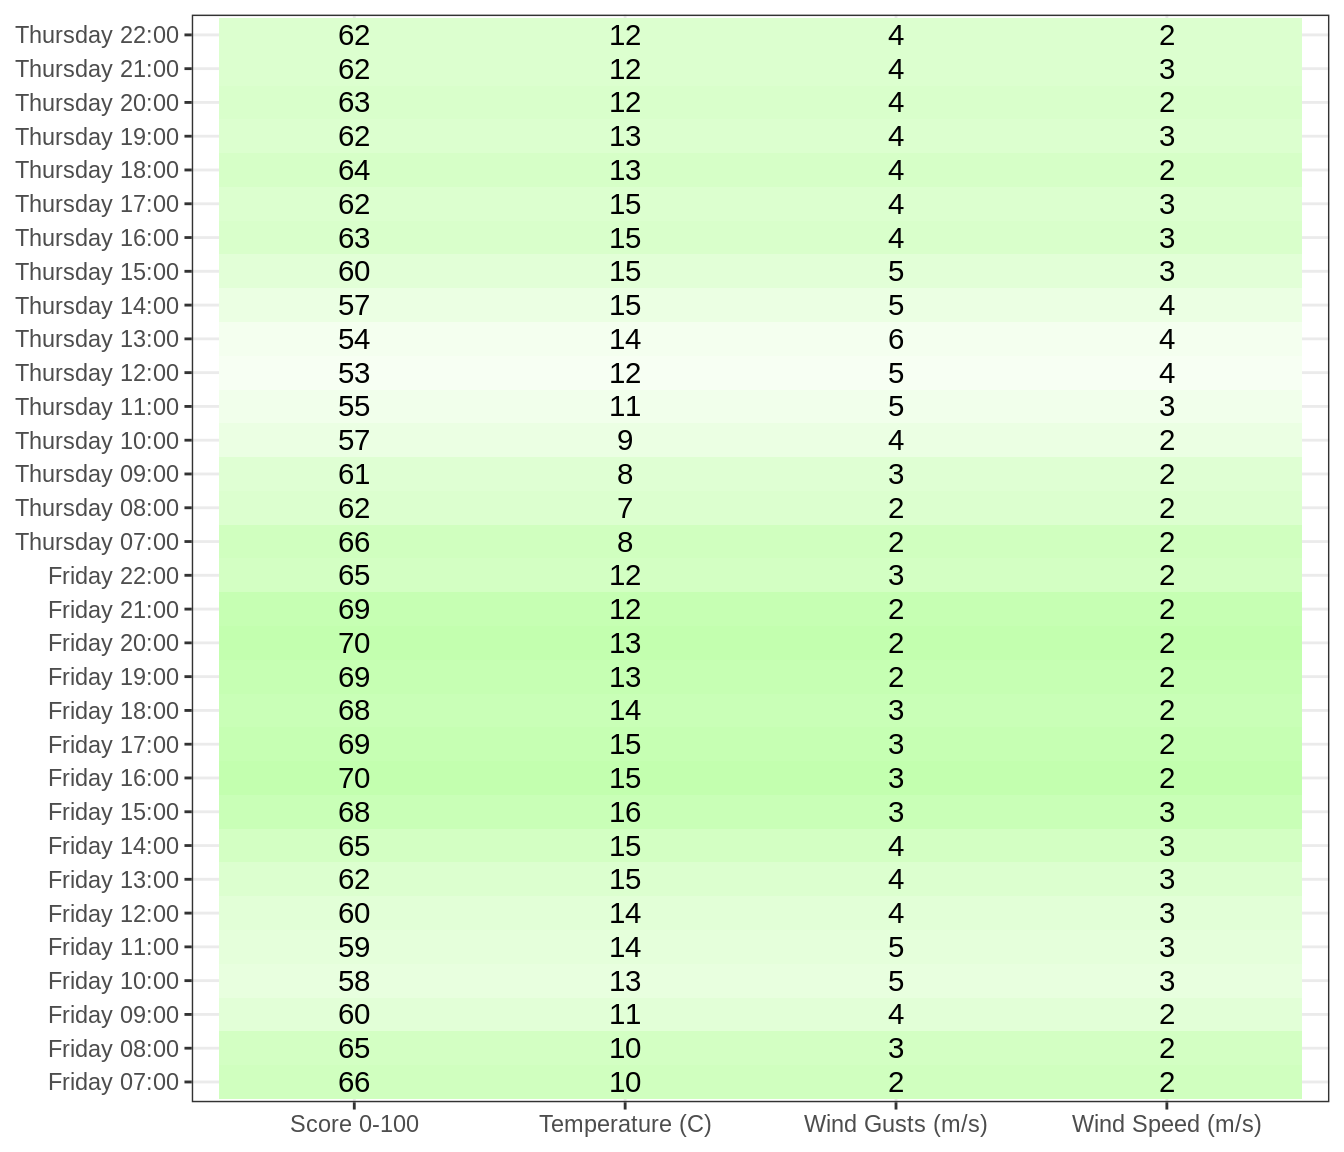 Thursday 22:00 62 12 4 2
Thursday 21:00 62 12 4 3
Thursday 20:00 63 12 4 2
Thursday 19:00 62 13 4 3
Thursday 18:00 64 13 4 2
Thursday 17:00 62 15 4 3
Thursday 16:00 63 15 4 3
Thursday 15:00 60 15 5 3
Thursday 14:00 57 15 5 4
Thursday 13:00 54 14 6 4
Thursday 12:00 53 12 5 4
Thursday 11:00 55 11 5 3
Thursday 10:00 57 9 4 2
Thursday 09:00 61 8 3 2
Thursday 08:00 62 7 2 2
Thursday 07:00 66 8 2 2
Friday 22:00 65 12 3 2
Friday 21:00 69 12 2 2
Friday 20:00 70 13 2 2
Friday 19:00 69 13 2 2
Friday 18:00 68 14 3 2
Friday 17:00 69 15 3 2
Friday 16:00 70 15 3 2
Friday 15:00 68 16 3 3
Friday 14:00 65 15 4 3
Friday 13:00 62 15 4 3
Friday 12:00 60 14 4 3
Friday 11:00 59 14 5 3
Friday 10:00 58 13 5 3
Friday 09:00 60 11 4 2
Friday 08:00 65 10 3 2
Friday 07:00 66 10 2 2
Score 0-100 Temperature (C) Wind Gusts (m/s) Wind Speed (m/s)